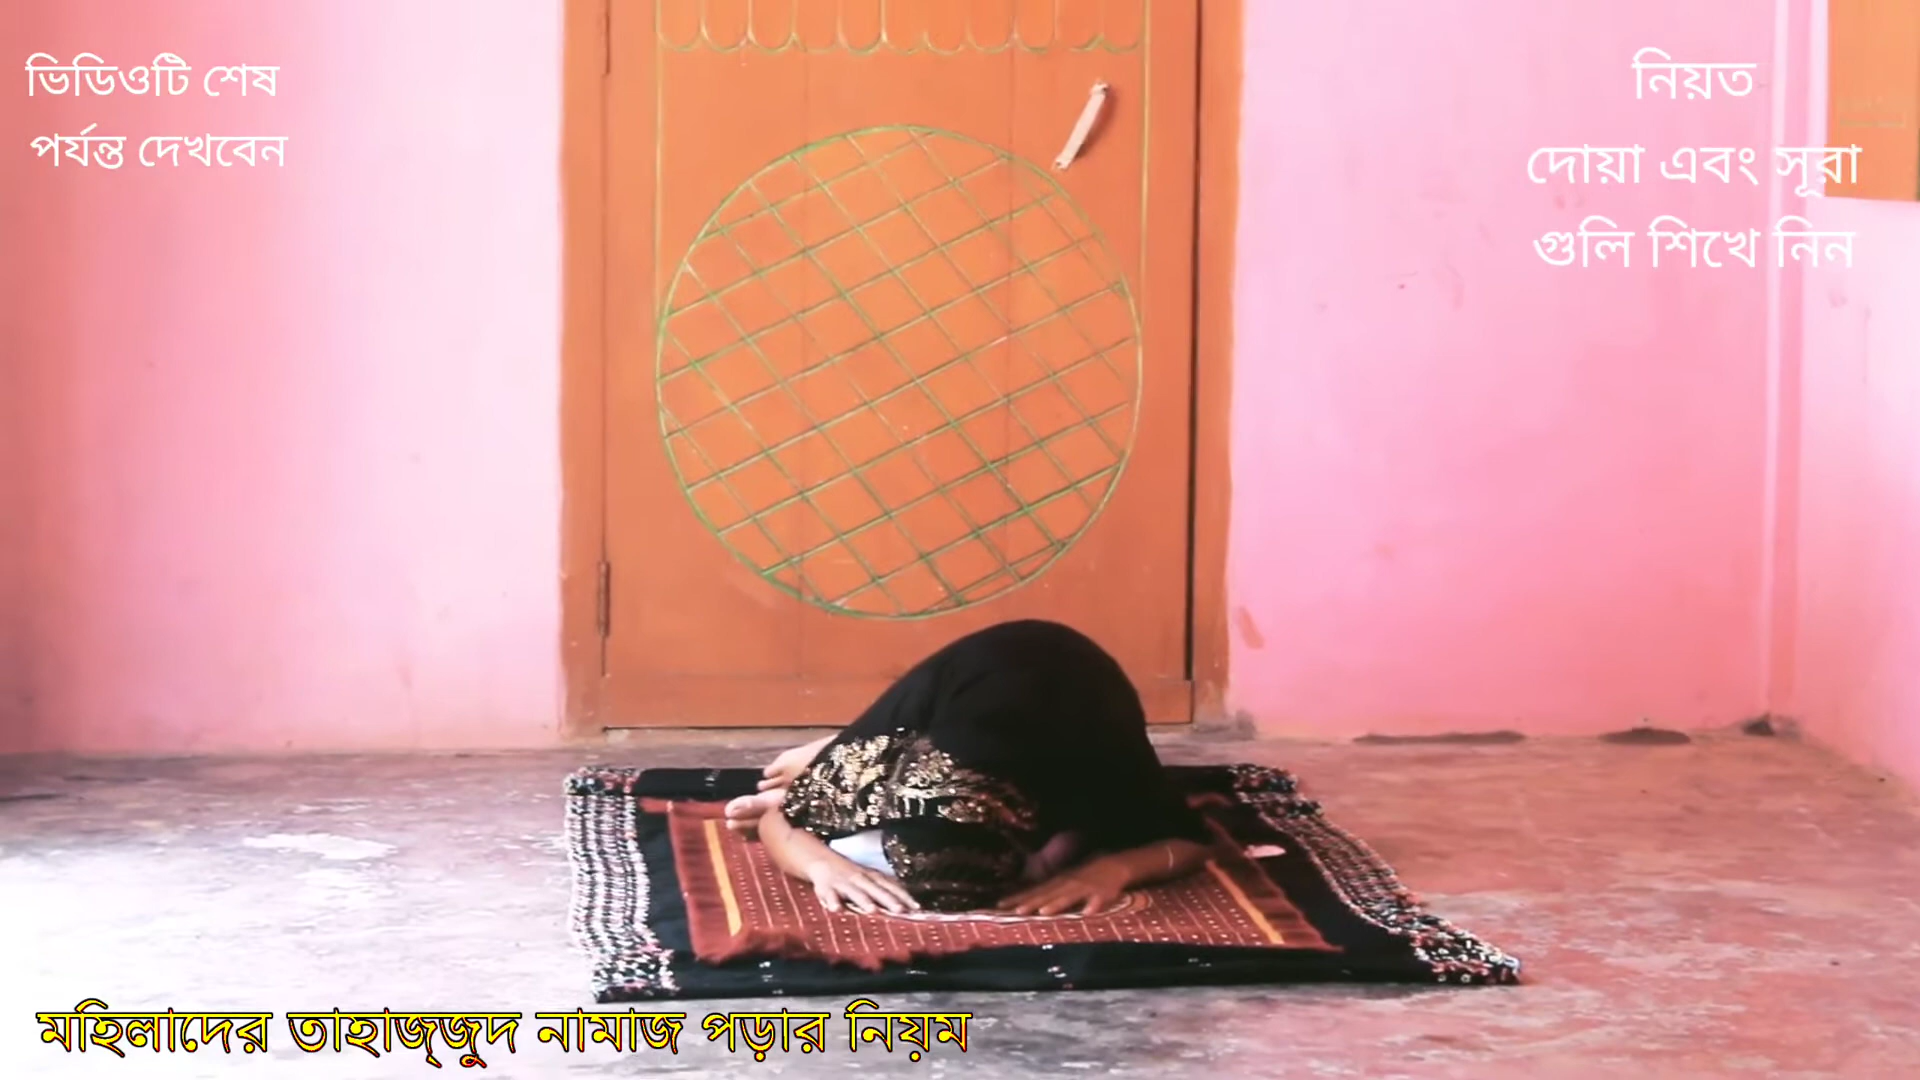 ভিডিওটি শেষ
পর্যন্ত দেখবেন
নিয়ত
দোয়া এবং সূরা
গুলি শিখে নিন
মহিলাদের তাহাজ্জুদ নামাজ পড়ার নিয়ম